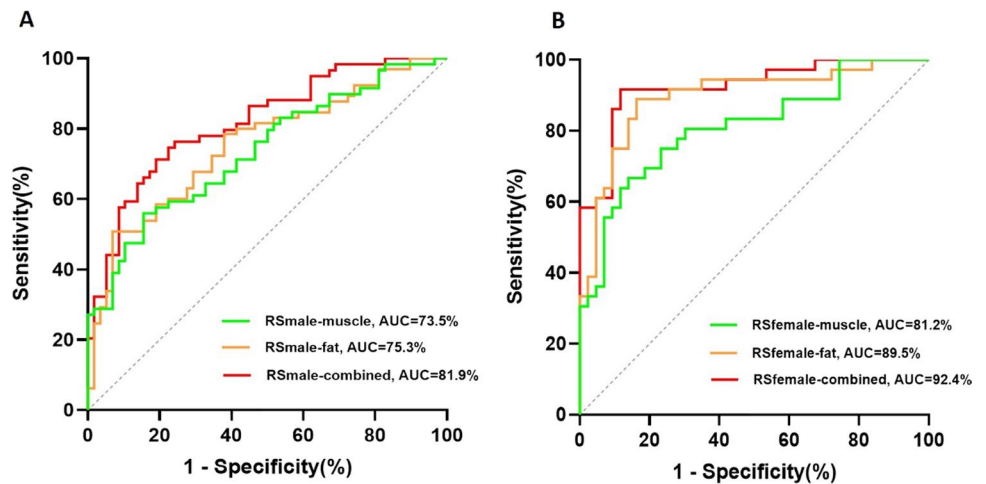 A
100
80
60
40
20
0
Sensitivity(%)
RSmale-muscle, AUC=73.5%
RSmale-fat, AUC=75.3%
RSmale-combined, AUC=81.9%
0 20 40 60 80 100
1 - Specificity(%)
B
100
80
60
40
20
0
Sensitivity(%)
RSfemale-muscle, AUC=81.2%
RSfemale-fat, AUC=89.5%
RSfemale-combined, AUC=92.4%
0 20 40 60 80 100
1 - Specificity(%)